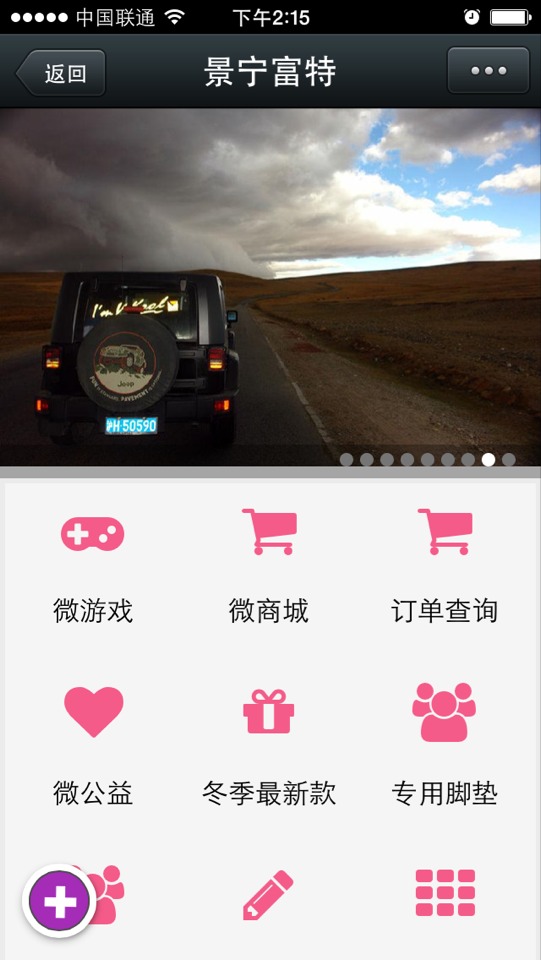 中国联通 下午2:15
返回 景宁富特
Jeep
沪H·50590
微游戏 微商城 订单查询
微公益 冬季最新款 专用脚垫